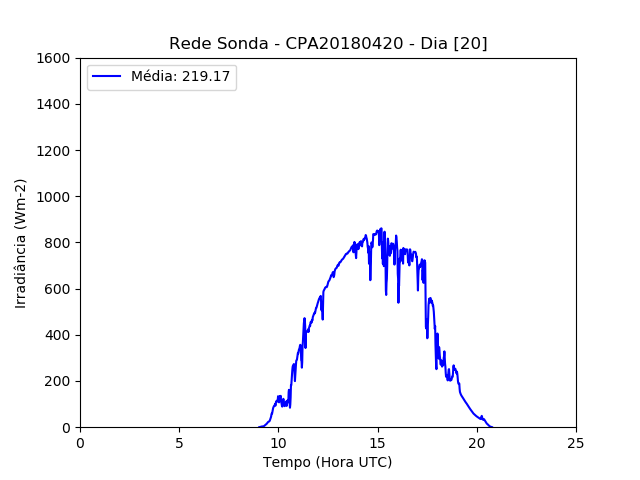 Rede Sonda - CPA20180420 - Dia [20]
Média: 219.17
Irradiância (Wm-2)
1600
1400
1200
1000
800
600
400
200
0
0 5 10 15 20 25
Tempo (Hora UTC)